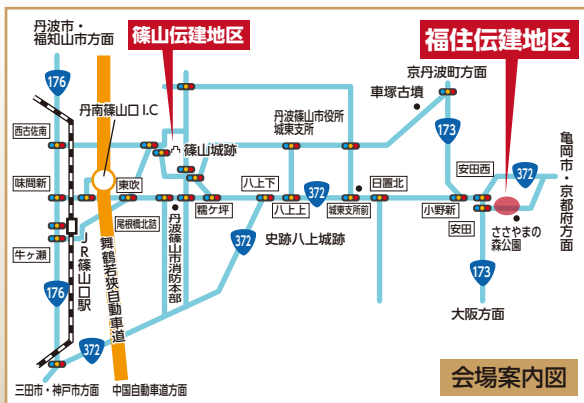 丹波市・
福知山市方面
篠山伝建地区
福住伝建地区
京丹波町方面
176
車塚古墳
丹南篠山口I.C
丹波篠山市役所
城東支所
173
亀岡市・京都府方面
西古佐南
篠山城跡
372
安田西
味間新
東吹
八上下
372
日置北
尾根橋北詰
糯ケ坪
八上上
城東支所前
小野新
安田
ささやまの
森公園
牛ヶ瀬
JR篠山口駅
舞鶴若狭自動車道
丹波篠山市消防本部
372
史跡八上城跡
173
176
大阪方面
372
会場案内図
三田市・神戸市方面
中国自動車道方面